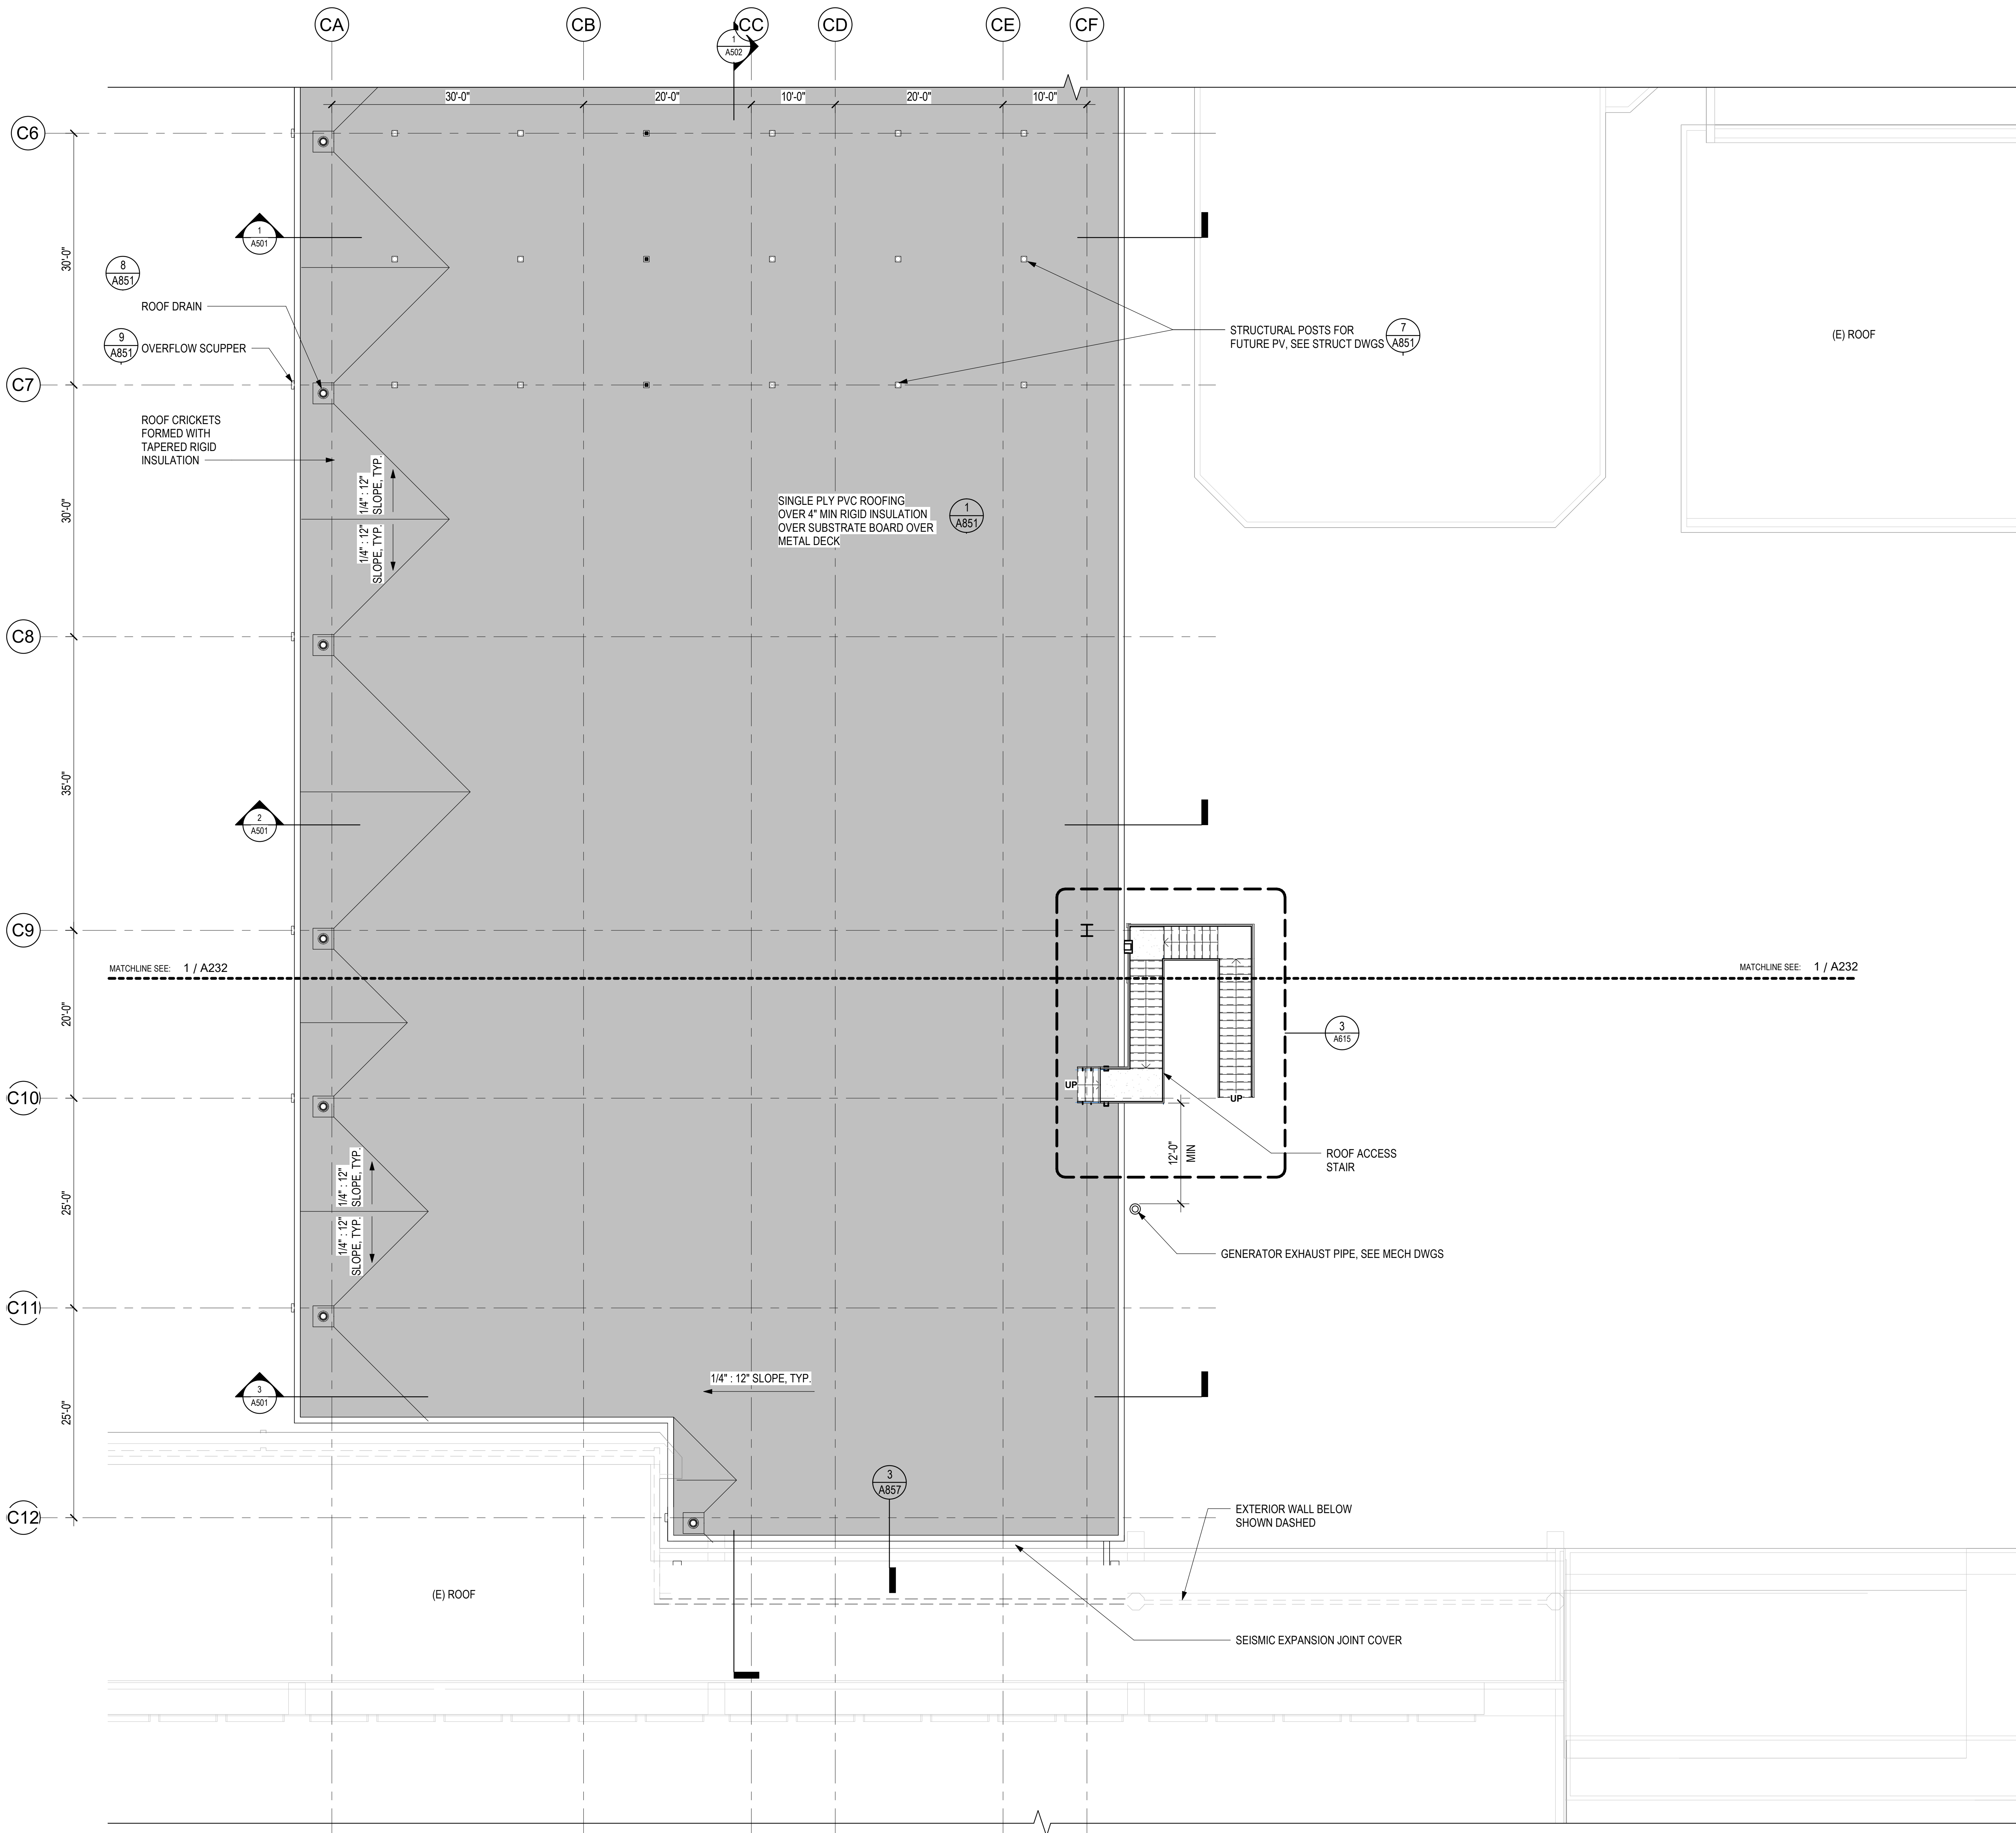 CA
CB
CC
CD
CE
CF
1
A502
30'-0"
20'-0"
10'-0"
20'-0"
10'-0"
C6
1
A501
30'-0"
8
A851
ROOF DRAIN
9
A851
OVERFLOW SCUPPER
STRUCTURAL POSTS FOR
FUTURE PV, SEE STRUCT DWGS
7
A851
(E) ROOF
C7
ROOF CRICKETS
FORMED WITH
TAPERED RIGID
INSULATION
1/4" : 12"
SLOPE, TYP.
1/4" : 12"
SLOPE, TYP.
30'-0"
SINGLE PLY PVC ROOFING
OVER 4" MIN RIGID INSULATION
OVER SUBSTRATE BOARD OVER
METAL DECK
1
A851
C8
35'-0"
2
A501
C9
MATCHLINE SEE: 1 / A232
MATCHLINE SEE: 1 / A232
20'-0"
3
A615
UP
UP
C10
12'-0"
MIN
ROOF ACCESS
STAIR
1/4" : 12"
SLOPE, TYP.
1/4" : 12"
SLOPE, TYP.
25'-0"
GENERATOR EXHAUST PIPE, SEE MECH DWGS
C11
1/4" : 12" SLOPE, TYP.
3
A501
25'-0"
3
A857
C12
EXTERIOR WALL BELOW
SHOWN DASHED
(E) ROOF
SEISMIC EXPANSION JOINT COVER